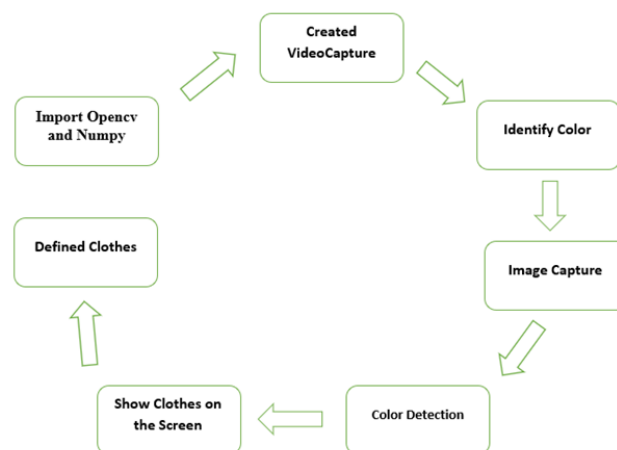 Import Opencv
and Numpy
Created
VideoCapture
Identify Color
Image Capture
Color Detection
Show Clothes on
the Screen
Defined Clothes